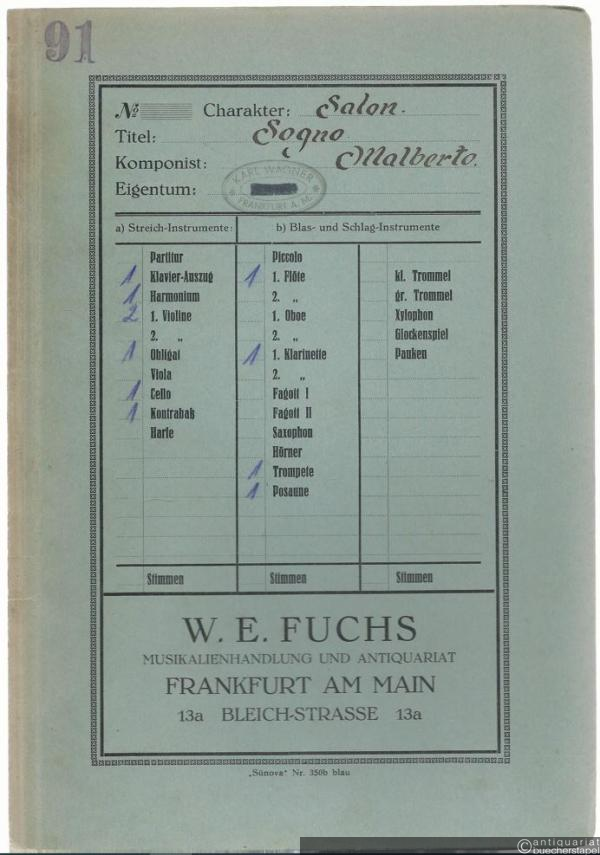 91
№ Charakter: Salon.
Titel: Sogno
Komponist: Malberto.
Eigentum:
KARL WAGNER
* FRANKFURT A. M. *
a) Streich-Instrumente:
Partitur
1 Klavier-Auszug
1 Harmonium
2 1. Violine
2. „
1 Obligat
Viola
1 Cello
1 Kontrabaß
Harfe
Stimmen
b) Blas- und Schlag-Instrumente
Piccolo
1 1. Flöte
2. „
1. Oboe
2. „
1 1. Klarinette
2. „
Fagott I
Fagott II
Saxophon
Hörner
1 Trompete
1 Posaune
Stimmen
kl. Trommel
gr. Trommel
Xylophon
Glockenspiel
Pauken
Stimmen
W. E. FUCHS
MUSIKALIENHANDLUNG UND ANTIQUARIAT
FRANKFURT AM MAIN
13a BLEICH-STRASSE 13a
„Sünova" Nr. 350b blau
antiquariat
buecherstapel